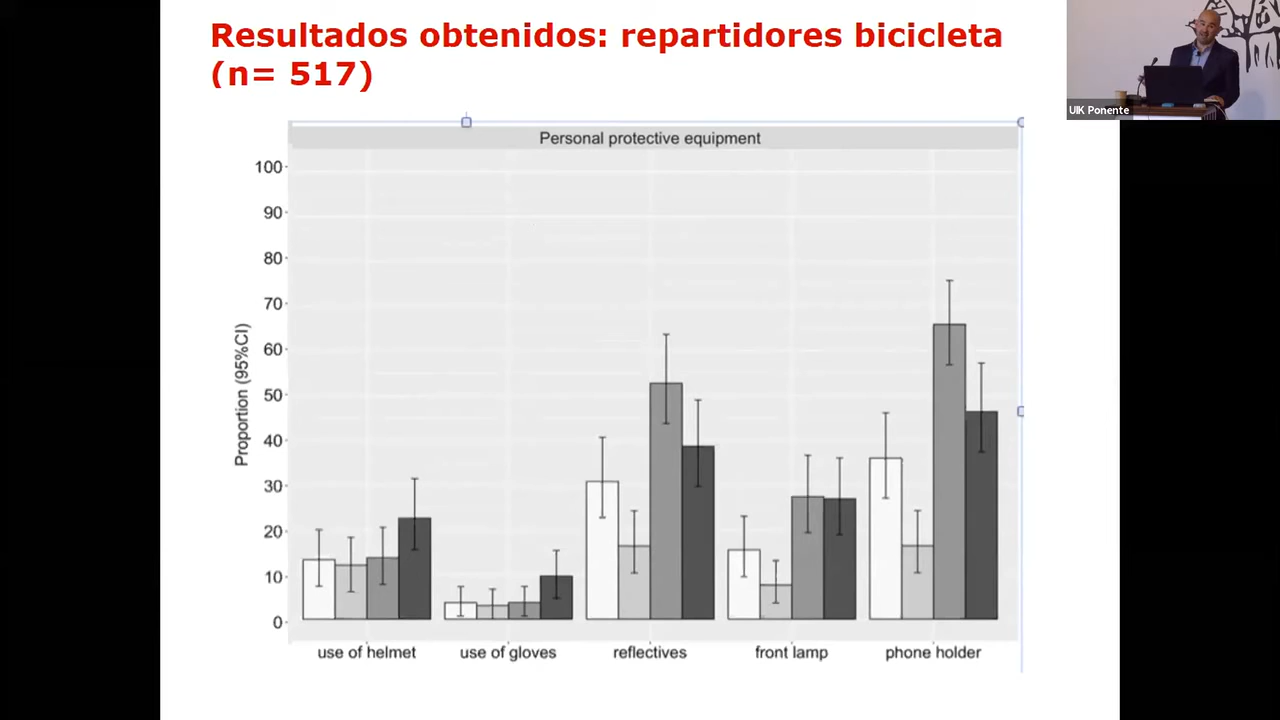 Resultados obtenidos: repartidores bicicleta
(n= 517)
UIK Ponente
Personal protective equipment
Proportion (95%CI)
100
90
80
70
60
50
40
30
20
10
0
use of helmet
use of gloves
reflectives
front lamp
phone holder